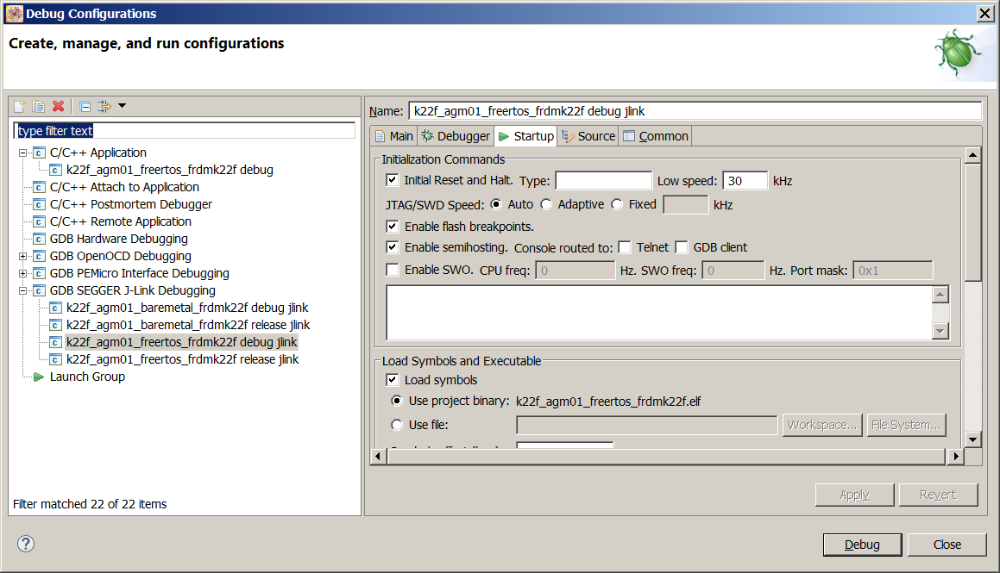 Debug Configurations
Create, manage, and run configurations
type filter text
C/C++ Application
k22f_agm01_freertos_frdmk22f debug
C/C++ Attach to Application
C/C++ Postmortem Debugger
C/C++ Remote Application
GDB Hardware Debugging
GDB OpenOCD Debugging
GDB PEMicro Interface Debugging
GDB SEGGER J-Link Debugging
k22f_agm01_baremetal_frdmk22f debug jlink
k22f_agm01_baremetal_frdmk22f release jlink
k22f_agm01_freertos_frdmk22f debug jlink
k22f_agm01_freertos_frdmk22f release jlink
Launch Group
Filter matched 22 of 22 items
Name: k22f_agm01_freertos_frdmk22f debug jlink
Main Debugger Startup Source Common
Initialization Commands
Initial Reset and Halt. Type: Low speed: 30 kHz
JTAG/SWD Speed: Auto Adaptive Fixed kHz
Enable flash breakpoints.
Enable semihosting. Console routed to: Telnet GDB client
Enable SWO. CPU freq: 0 Hz. SWO freq: 0 Hz. Port mask: 0x1
Load Symbols and Executable
Load symbols
Use project binary: k22f_agm01_freertos_frdmk22f.elf
Use file: Workspace... File System...
Apply Revert
Debug Close